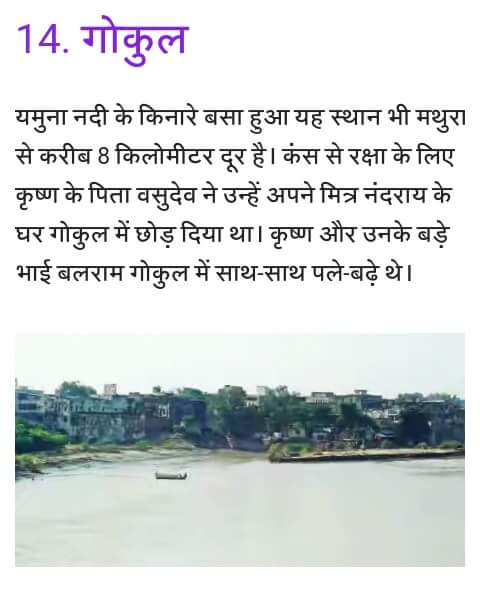 14. गोकुल
यमुना नदी के किनारे बसा हुआ यह स्थान भी मथुरा
से करीब 8 किलोमीटर दूर है। कंस से रक्षा के लिए
कृष्ण के पिता वसुदेव ने उन्हें अपने मित्र नंदराय के
घर गोकुल में छोड़ दिया था। कृष्ण और उनके बड़े
भाई बलराम गोकुल में साथ-साथ पले-बढ़े थे।